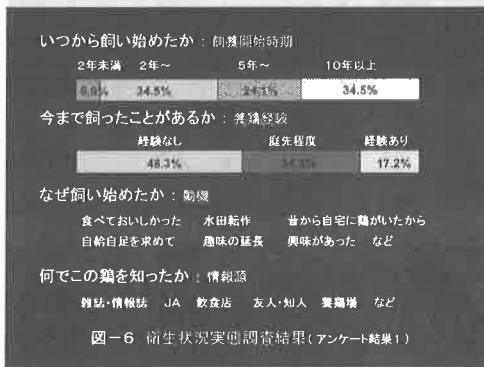 いつから飼い始めたか：飼養開始時期
2年未満 2年～ 5年～ 10年以上
6.9% 34.5% 24.1% 34.5%
今まで飼ったことがあるか：養鶏経験
経験なし 庭先程度 経験あり
48.3% 17.2%
なぜ飼い始めたか：動機
食べておいしかった 水田転作 昔から自宅に鶏がいたから
自給自足を求めて 趣味の延長 興味があった など
何でこの鶏を知ったか：情報源
雑誌・情報誌 JA 飲食店 友人・知人 養鶏場 など
図－6 衛生状況実態調査結果（アンケート結果1）